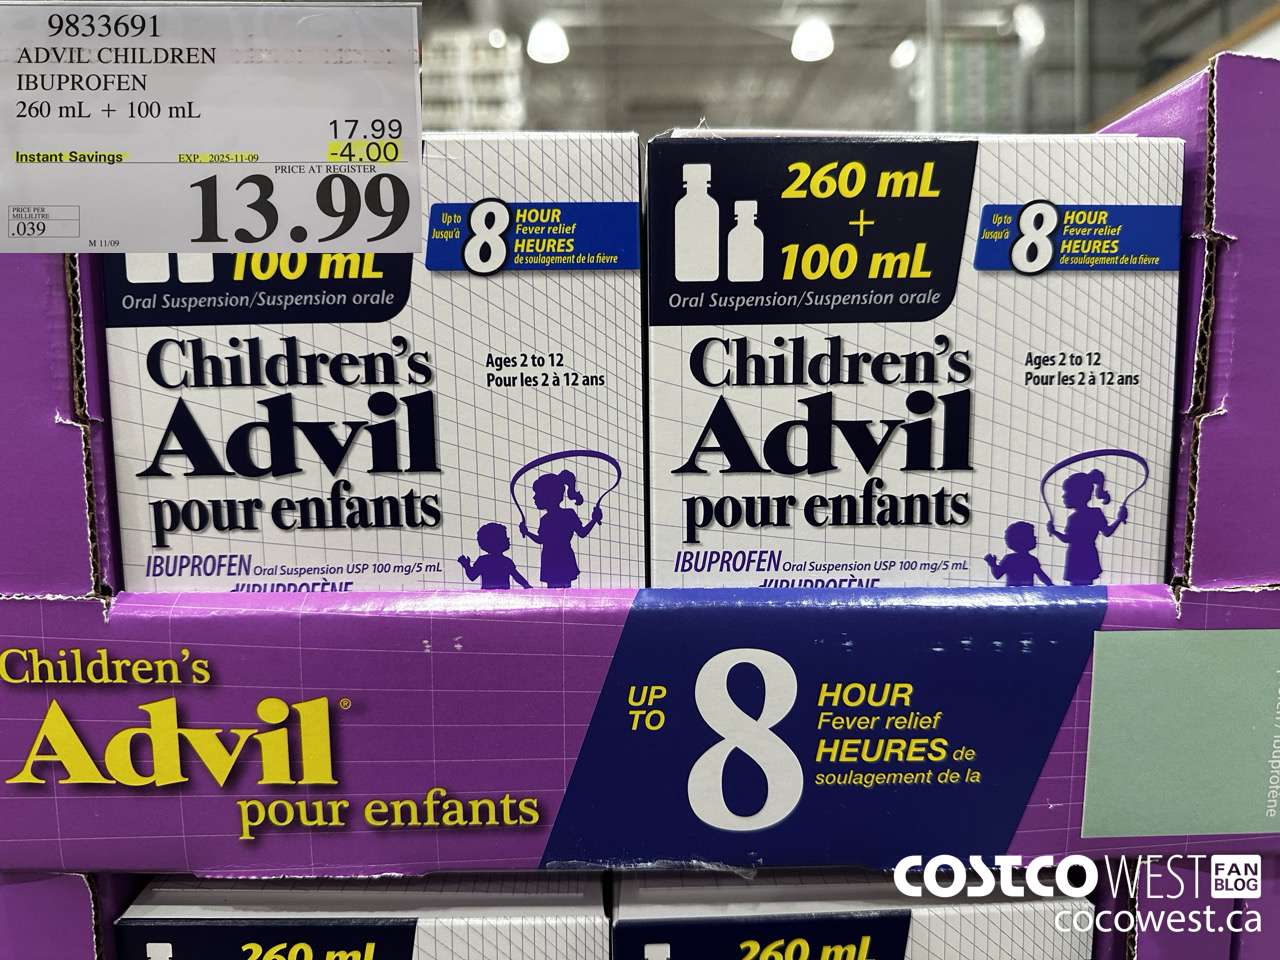 9833691
ADVIL CHILDREN
IBUPROFEN
260 mL + 100 mL
17.99
Instant Savings EXP. 2025-11-09 -4.00
PRICE AT REGISTER
13.99
PRICE PER
MILLILITRE
.039
M 11/09
100 mL
Oral Suspension/Suspension orale
Up to
Jusqu'à
8
HOUR
Fever relief
HEURES
de soulagement de la fièvre
Children's
Advil
pour enfants
Ages 2 to 12
Pour les 2 à 12 ans
IBUPROFEN Oral Suspension USP 100 mg/5 mL
d'IBUPROFÈNE
260 mL
+
100 mL
Oral Suspension/Suspension orale
Up to
Jusqu'à
8
HOUR
Fever relief
HEURES
de soulagement de la fièvre
Children's
Advil
pour enfants
Ages 2 to 12
Pour les 2 à 12 ans
IBUPROFEN Oral Suspension USP 100 mg/5 mL
d'IBUPROFÈNE
Children's
Advil®
pour enfants
UP
TO
8
HOUR
Fever relief
HEURES de
soulagement de la
260 mL
260 mL
COSTCO WEST FAN
BLOG
cocowest.ca